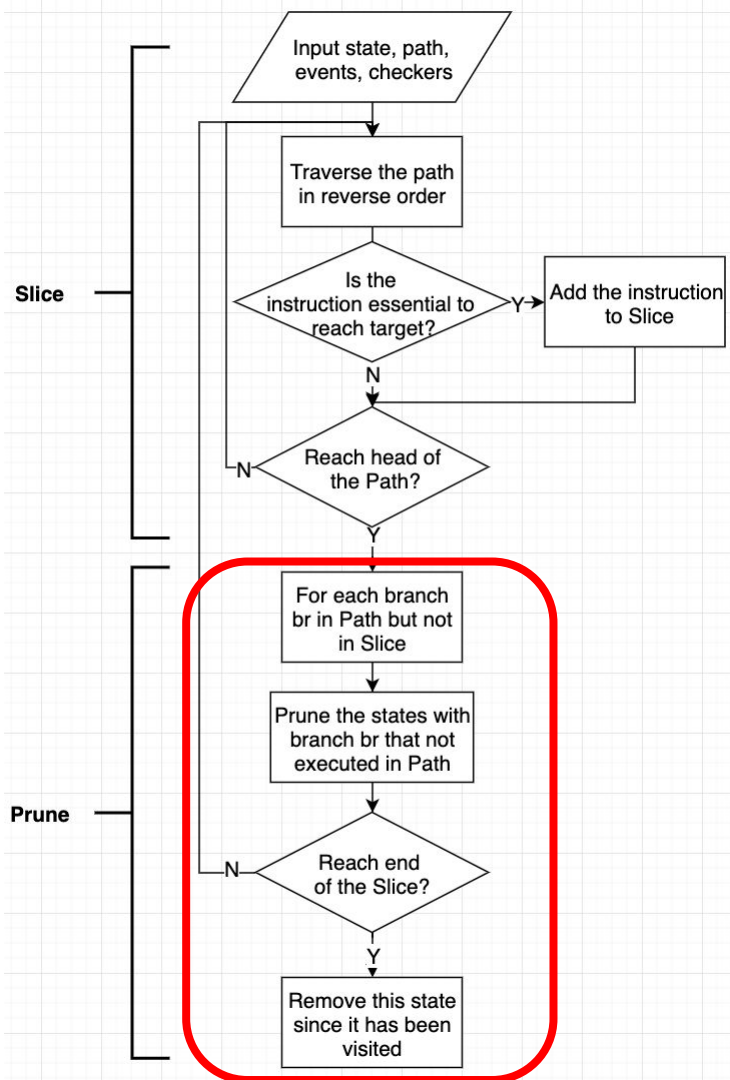 Input state, path,
events, checkers
Traverse the path
in reverse order
Slice
Is the
instruction essential to
reach target?
Y
Add the instruction
to Slice
N
Reach head of
the Path?
N
Y
For each branch
br in Path but not
in Slice
Prune the states with
branch br that not
executed in Path
Prune
Reach end
of the Slice?
N
Y
Remove this state
since it has been
visited